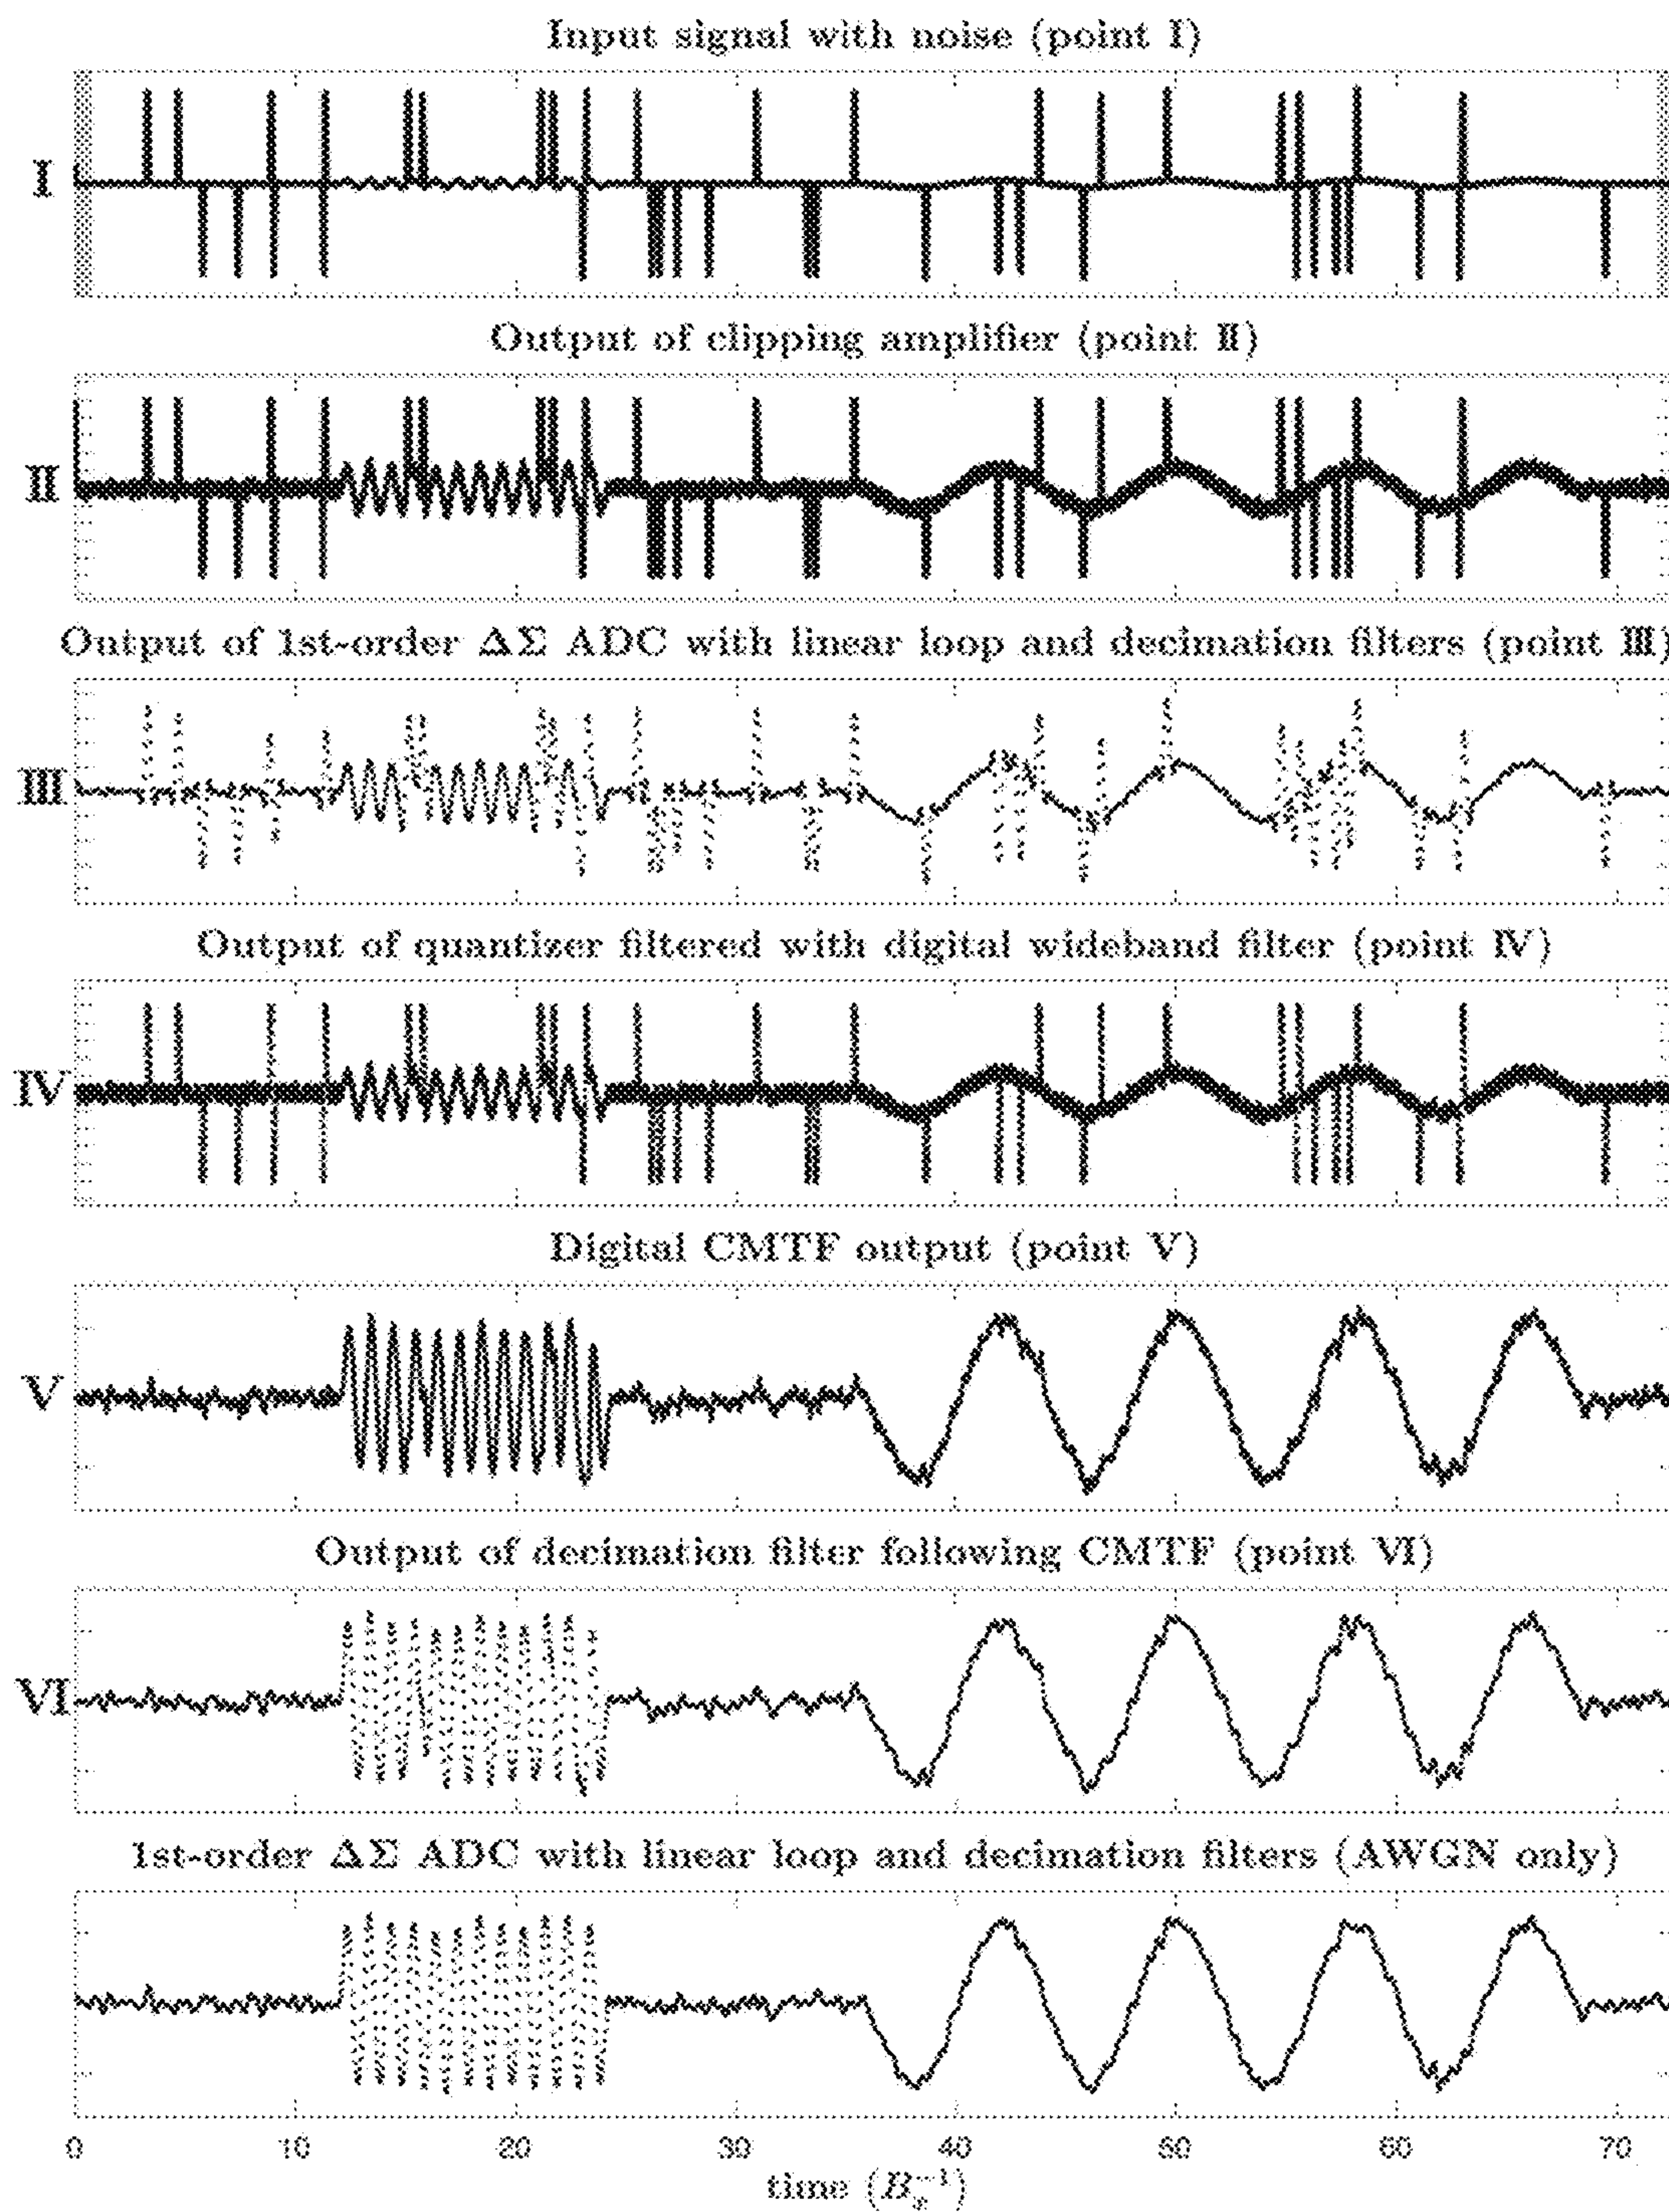 Input signal with noise (point I)
I
Output of clipping amplifier (point II)
II
Output of 1st-order ΔΣ ADC with linear loop and decimation filters (point III)
III
Output of quantizer filtered with digital wideband filter (point IV)
IV
Digital CMTF output (point V)
V
Output of decimation filter following CMTF (point VI)
VI
1st-order ΔΣ ADC with linear loop and decimation filters (AWGN only)
0 10 20 30 40 50 60 70
time (B_x^{-1})